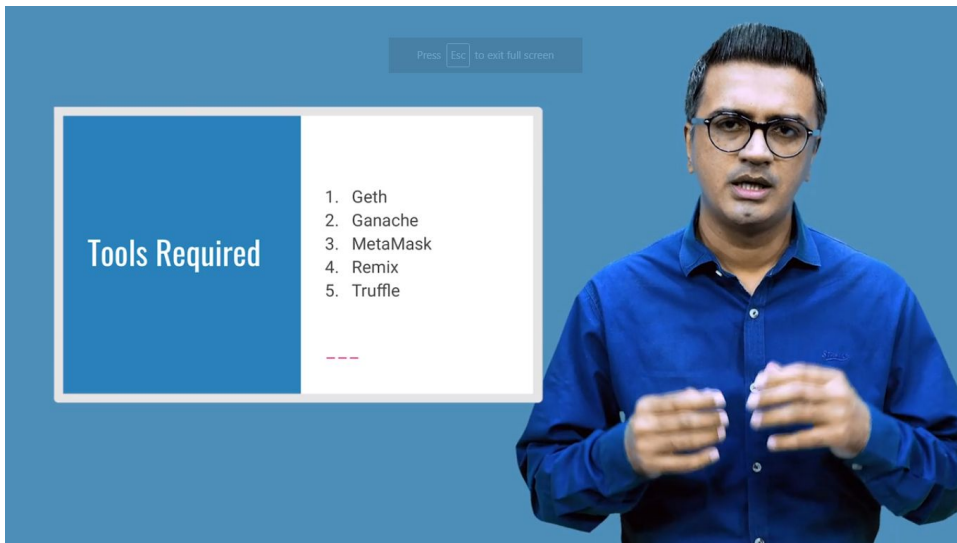 Press Esc to exit full screen
Tools Required
1. Geth
2. Ganache
3. MetaMask
4. Remix
5. Truffle